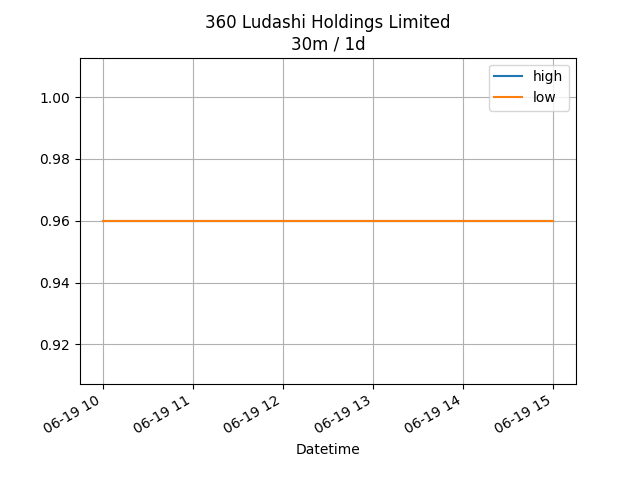 360 Ludashi Holdings Limited
30m / 1d
high
low
1.00
0.98
0.96
0.94
0.92
06-19 10
06-19 11
06-19 12
06-19 13
06-19 14
06-19 15
Datetime